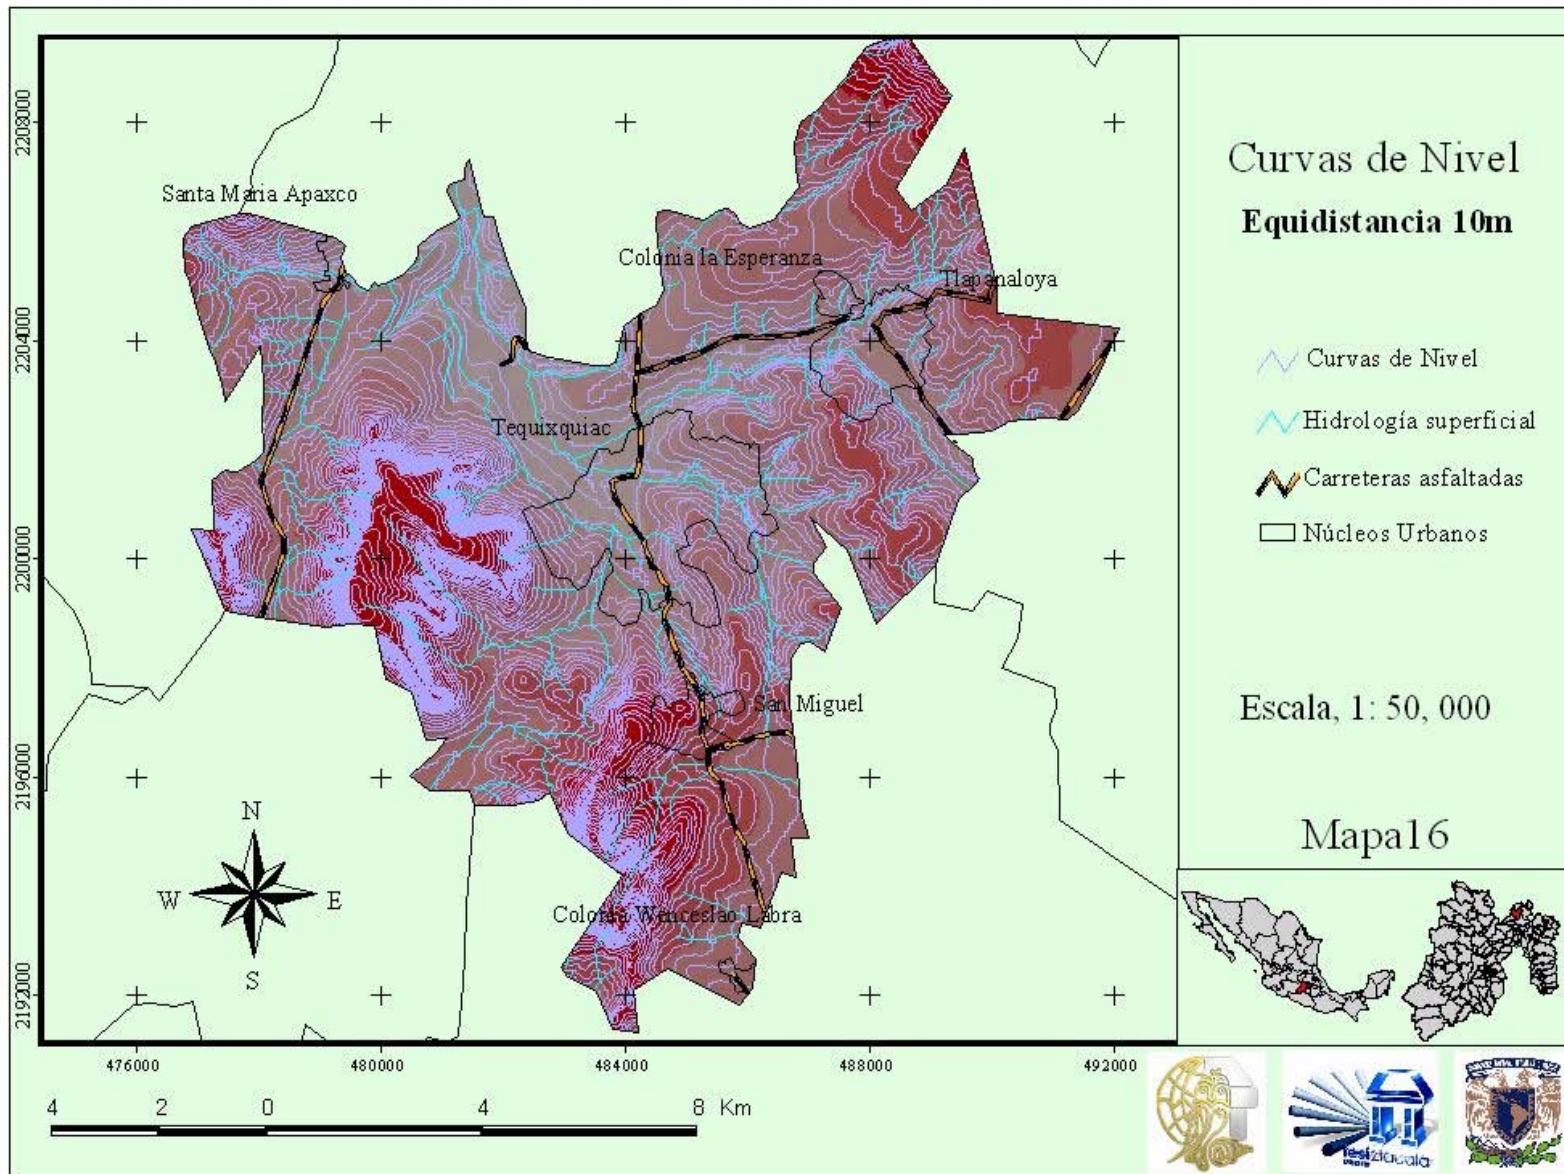 Curvas de Nivel
Equidistancia 10m
Curvas de Nivel
Hidrología superficial
Carreteras asfaltadas
Núcleos Urbanos
Escala, 1: 50, 000
Mapa16
Santa Maria Apaxco
Colonia la Esperanza
Tlapanaloya
Tequixquiac
San Miguel
Colonia Wenceslao Labra
N
W
E
S
2208000
2204000
2200000
2196000
2192000
476000
480000
484000
488000
492000
4 2 0 4 8 Km